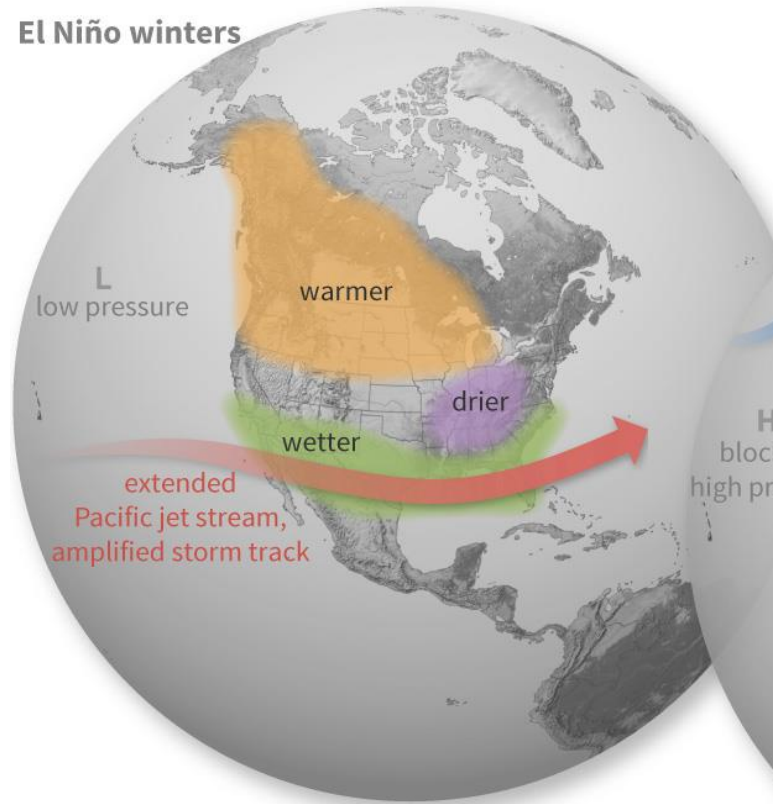 El Niño winters
warmer
L
low pressure
drier
wetter
H
extended
Pacific jet stream,
amplified storm track